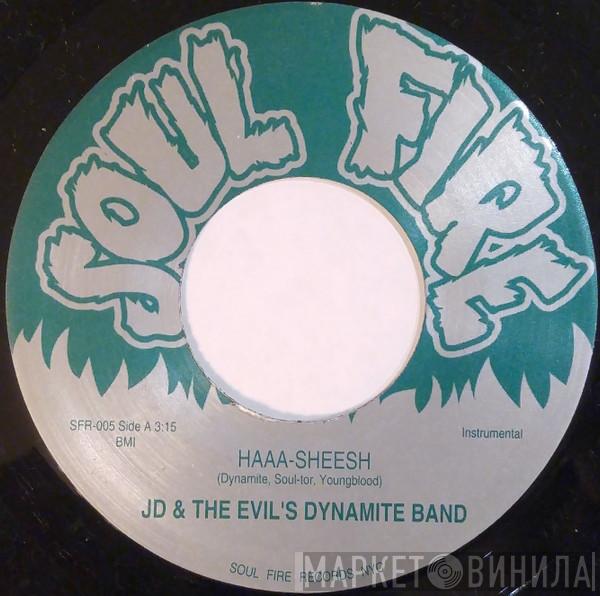 SOUL FIRE
SFR-005 Side A 3:15
BMI
Instrumental
HAAA-SHEESH
(Dynamite, Soul-tor, Youngblood)
JD & THE EVIL'S DYNAMITE BAND
SOUL FIRE RECORDS NYC
МАРКЕТ ВИНИЛА